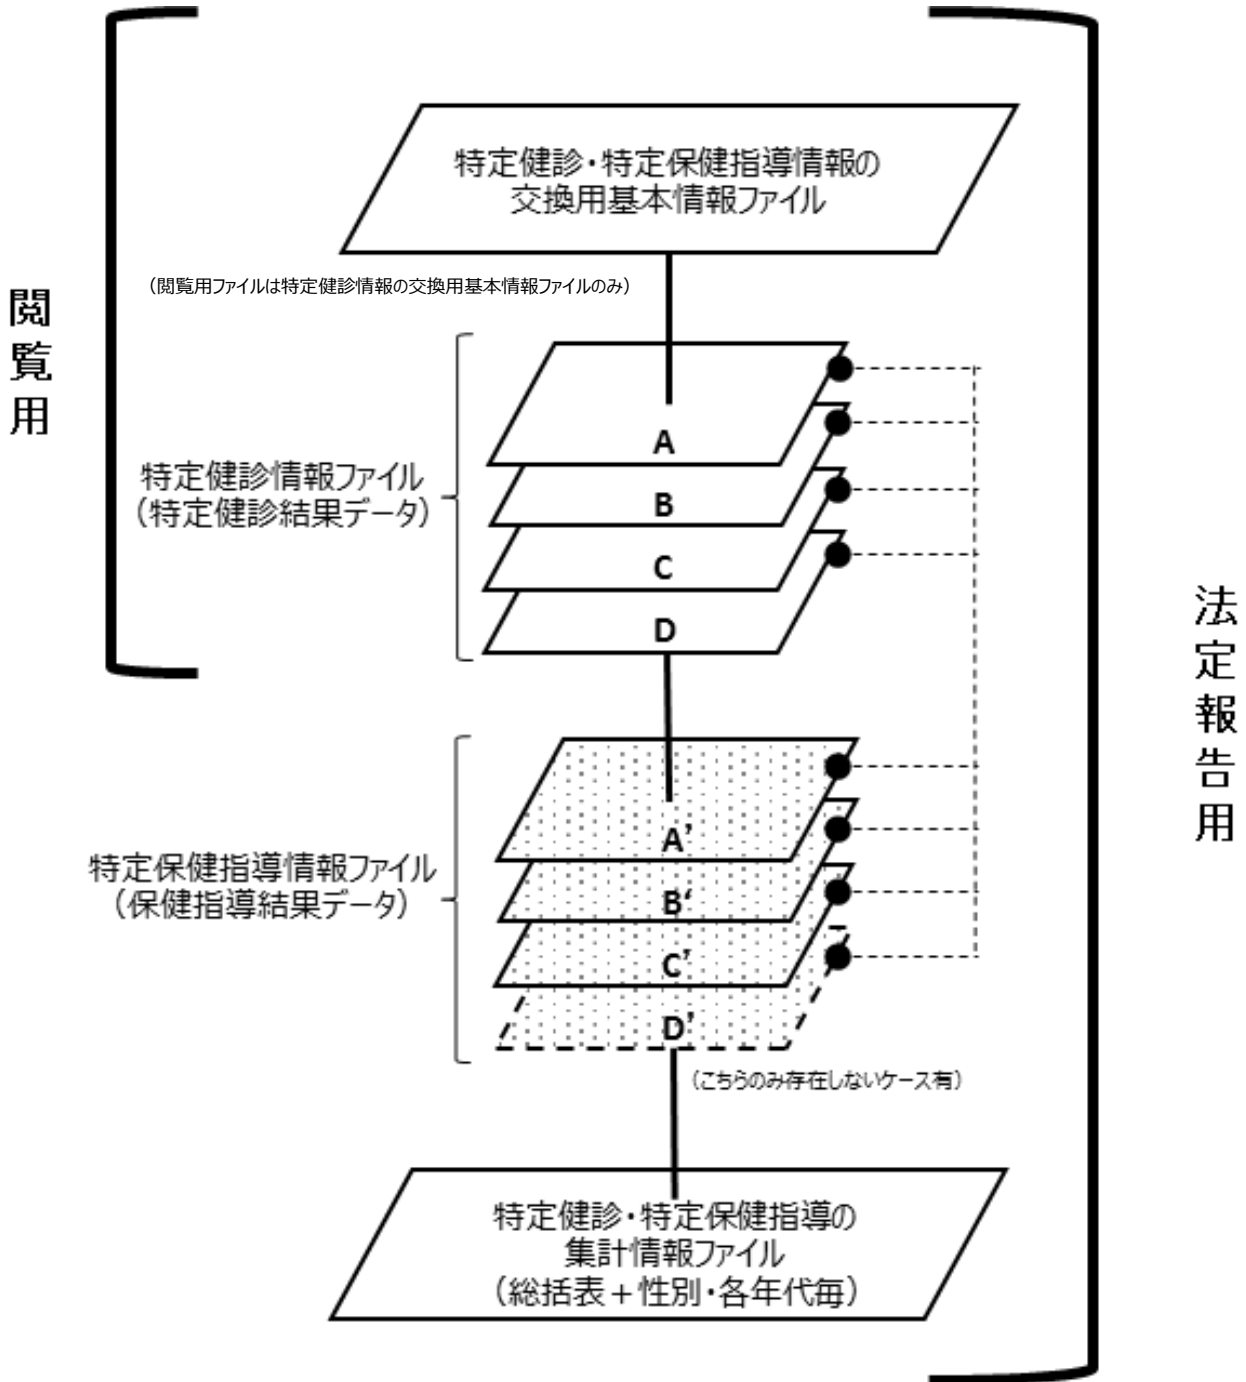 特定健診・特定保健指導情報の
交換用基本情報ファイル
（閲覧用ファイルは特定健診情報の交換用基本情報ファイルのみ）
閲覧用
A
B
C
D
特定健診情報ファイル
（特定健診結果データ）
法定報告用
A’
B‘
C’
D’
特定保健指導情報ファイル
（保健指導結果データ）
（こちらのみ存在しないケース有）
特定健診・特定保健指導の
集計情報ファイル
（総括表＋性別・各年代毎）